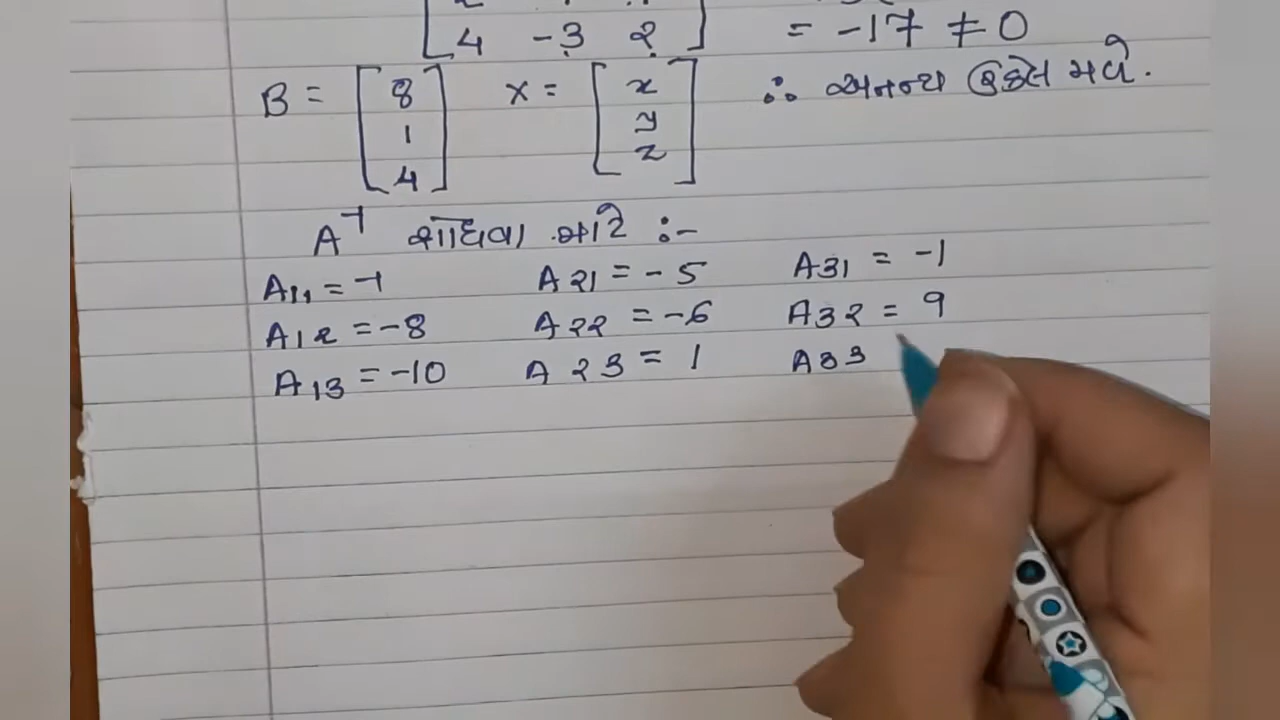 4 -3 2 = -17 ≠ 0
B = [8 1 4] X = [x y z] ∴ અનન્ય ઉકેલ મળે.
A⁻¹ શોધવા માટે :-
A11 = -1 A21 = -5 A31 = -1
A12 = -8 A22 = -6 A32 = 9
A13 = -10 A23 = 1 A33